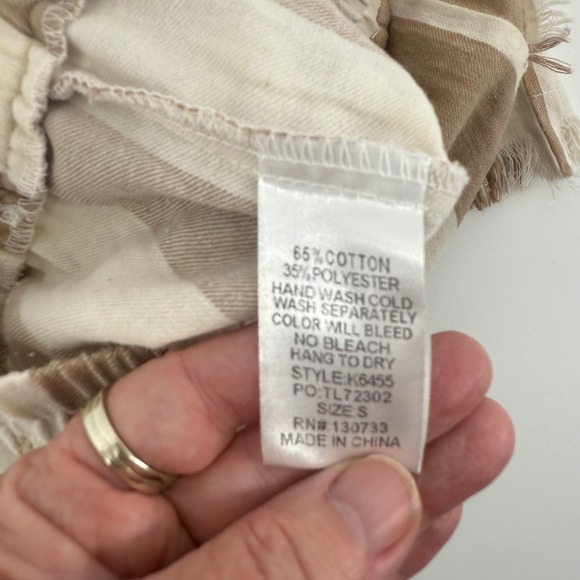 65%COTTON
35%POLYESTER
HAND WASH COLD
WASH SEPARATELY
COLOR WILL BLEED
NO BLEACH
HANG TO DRY
STYLE:K6455
PO:TL72302
SIZE:S
RN#:130733
MADE IN CHINA